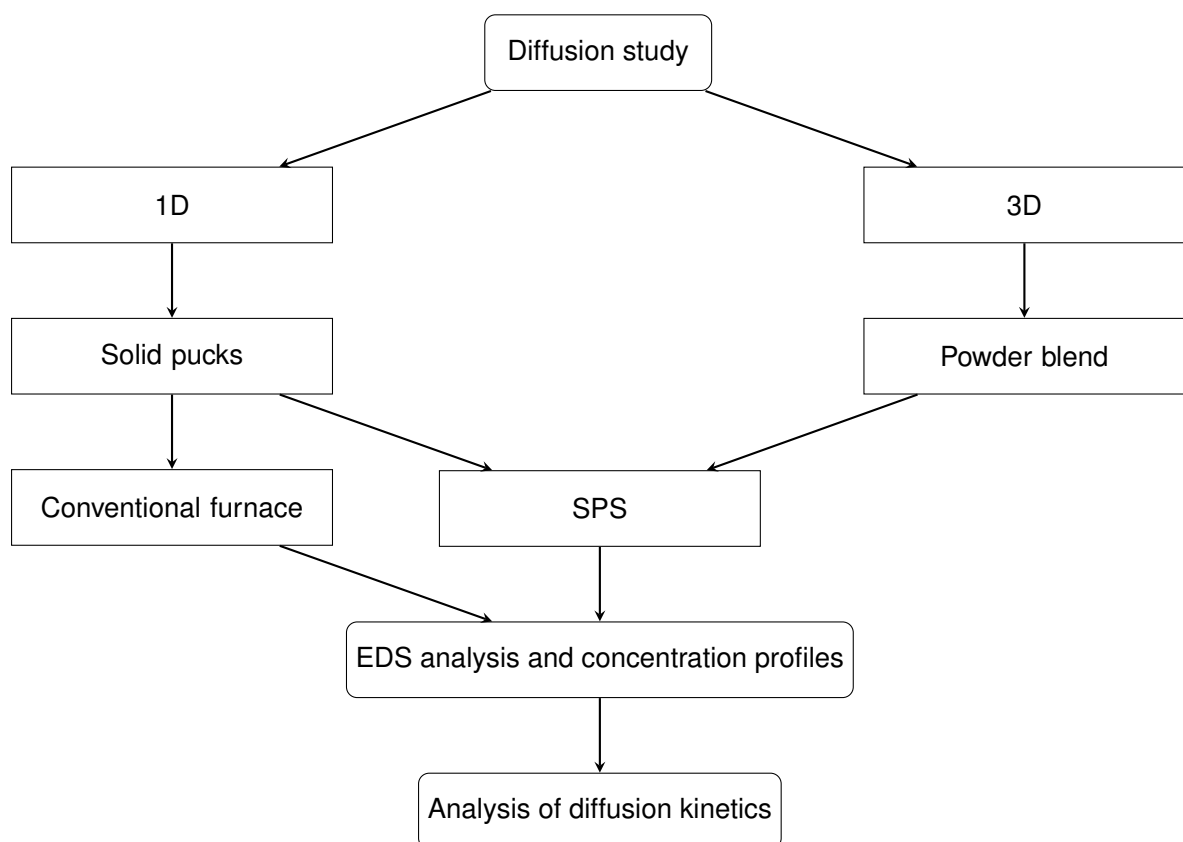 Diffusion study
1D
3D
Solid pucks
Powder blend
Conventional furnace
SPS
EDS analysis and concentration profiles
Analysis of diffusion kinetics